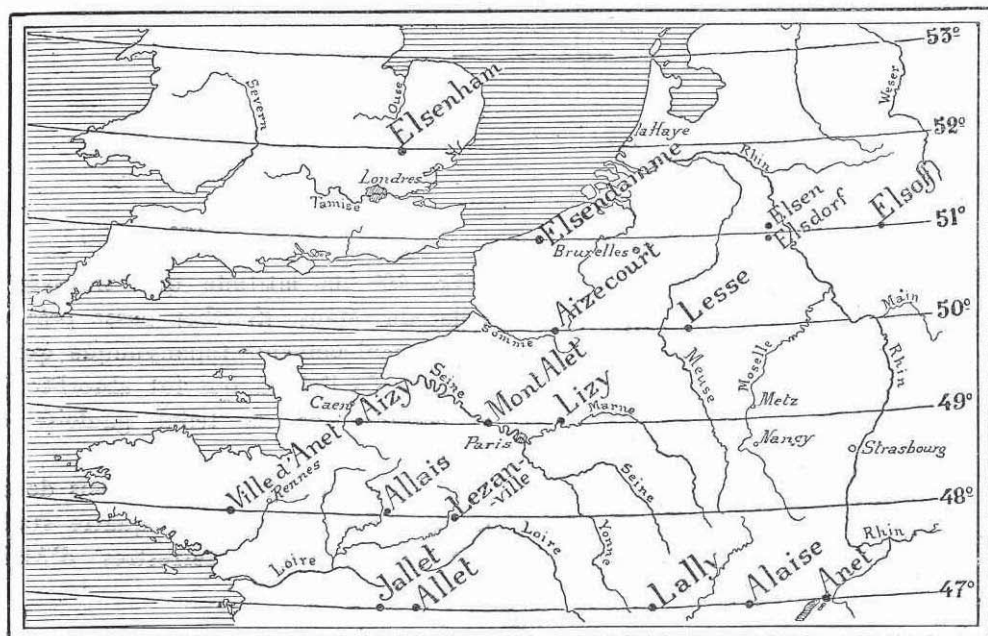 53º
Severn
Ouse
Elsenham
Weser
la Haye
52º
Londres
Tamise
Rhin
Elsendamme
Elsen
Elsdorf
Elsoff
51º
Bruxelles
Aizecourt
Lesse
50º
Main
Somme
Rhin
Meuse
Moselle
Seine
Mont Alet
Lizy
Marne
Caen
Aizy
Metz
49º
Paris
Nancy
Strasbourg
Ville d'Anet
Rennes
Allais
Lezan-
-ville
Seine
48º
Loire
Jallet
Allet
Loire
Yonne
Lally
Alaise
Anet
Rhin
47º